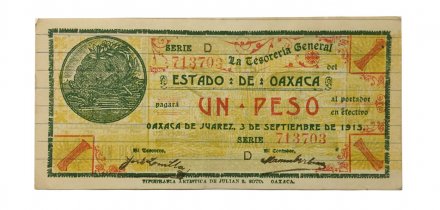 SERIE D La Tesorería General
713703 del
ESTADO DE OAXACA
pagará UN PESO al portador
en efectivo
OAXACA DE JUAREZ, 3 DE SEPTIEMBRE DE 1915.
SERIE 713703
El Tesorero, D El Contador,
TIPOGRAFIA ARTISTICA DE JULIAN S. SOTO. OAXACA.